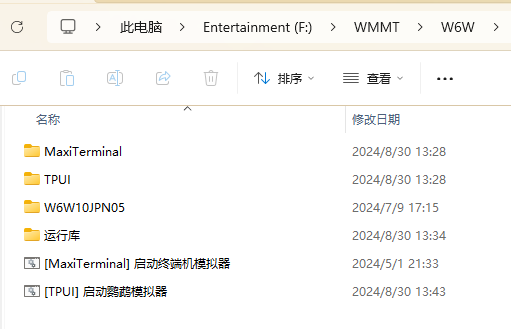 此电脑 > Entertainment (F:) > WMMT > W6W >
排序 查看 ...
名称 修改日期
MaxiTerminal 2024/8/30 13:28
TPUI 2024/8/30 13:28
W6W10JPN05 2024/7/9 17:15
运行库 2024/8/30 13:34
[MaxiTerminal] 启动终端机模拟器 2024/5/1 21:33
[TPUI] 启动鹦鹉模拟器 2024/8/30 13:43